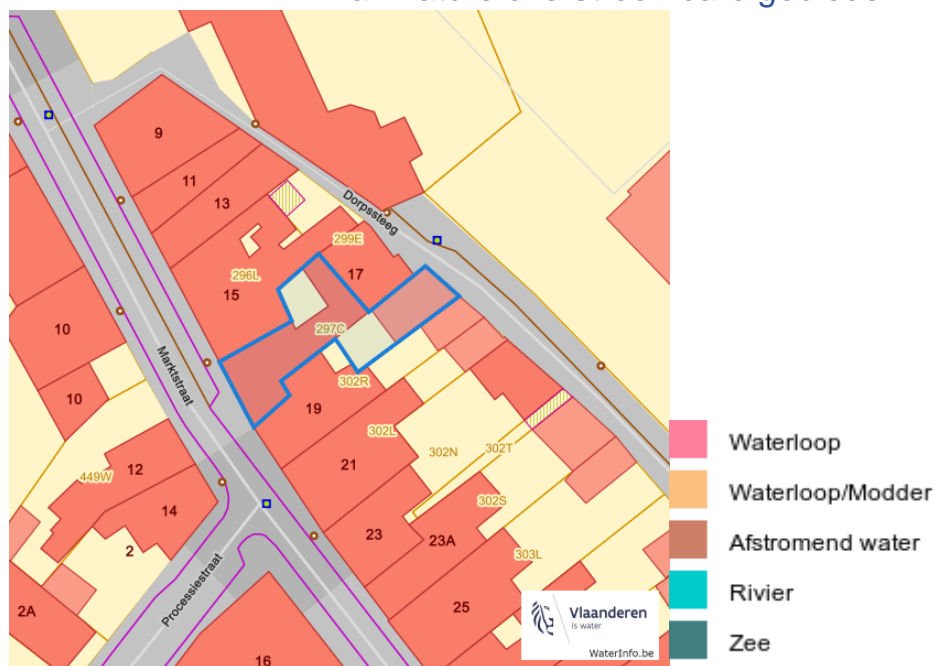 9
11
13
Dorpssteeg
299E
296L
17
15
10
297C
Marktstraat
302R
10
19
302L
12
449W
21
302N
302T
14
302S
23
23A
2
303L
Processiestraat
25
2A
16
Vlaanderen
is water
WaterInfo.be
Waterloop
Waterloop/Modder
Afstromend water
Rivier
Zee